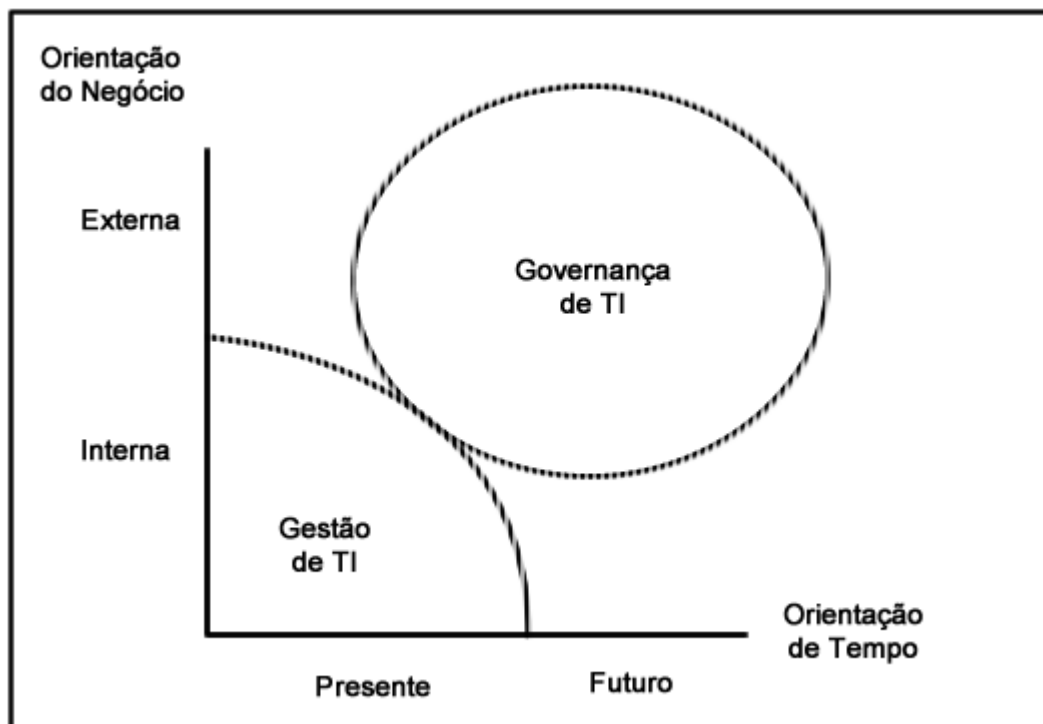 Orientação
do Negócio
Externa
Governança
de TI
Interna
Gestão
de TI
Orientação
de Tempo
Presente
Futuro